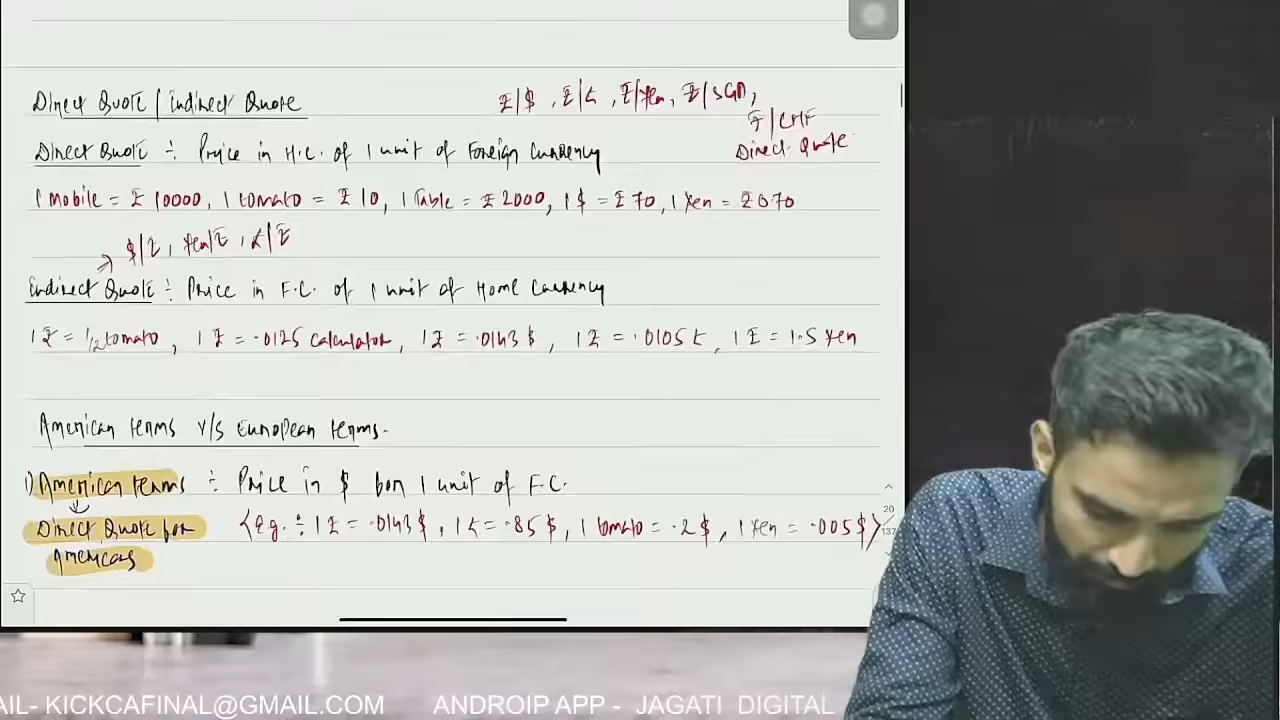 Direct Quote / Indirect Quote
₹/$ , ₹/£ , ₹/Yen, ₹/SGD,
₹/CHF
Direct Quote
Direct Quote ÷ Price in H.C. of 1 unit of Foreign Currency
1 mobile = ₹ 10000, 1 tomato = ₹ 10, 1 Table = ₹ 2000, 1 $ = ₹ 70, 1 Yen = ₹ 0.70
$/₹, Yen/₹, £/₹
Indirect Quote ÷ Price in F.C. of 1 unit of Home Currency
1 ₹ = 1/2 tomato, 1 ₹ = .0125 calculator, 1 ₹ = .0143 $, 1 ₹ = .0105 £, 1 ₹ = 1.5 Yen
American terms v/s European terms.
1) American terms ÷ Price in $ for 1 unit of F.C.
Direct Quote for <e.g. ÷ 1 ₹ = .0143 $, 1 £ = .85 $, 1 tomato = .2 $, 1 Yen = .005 $>
Americans
20
137
AIL- KICKCAFINAL@GMAIL.COM ANDROIP APP - JAGATI DIGITAL